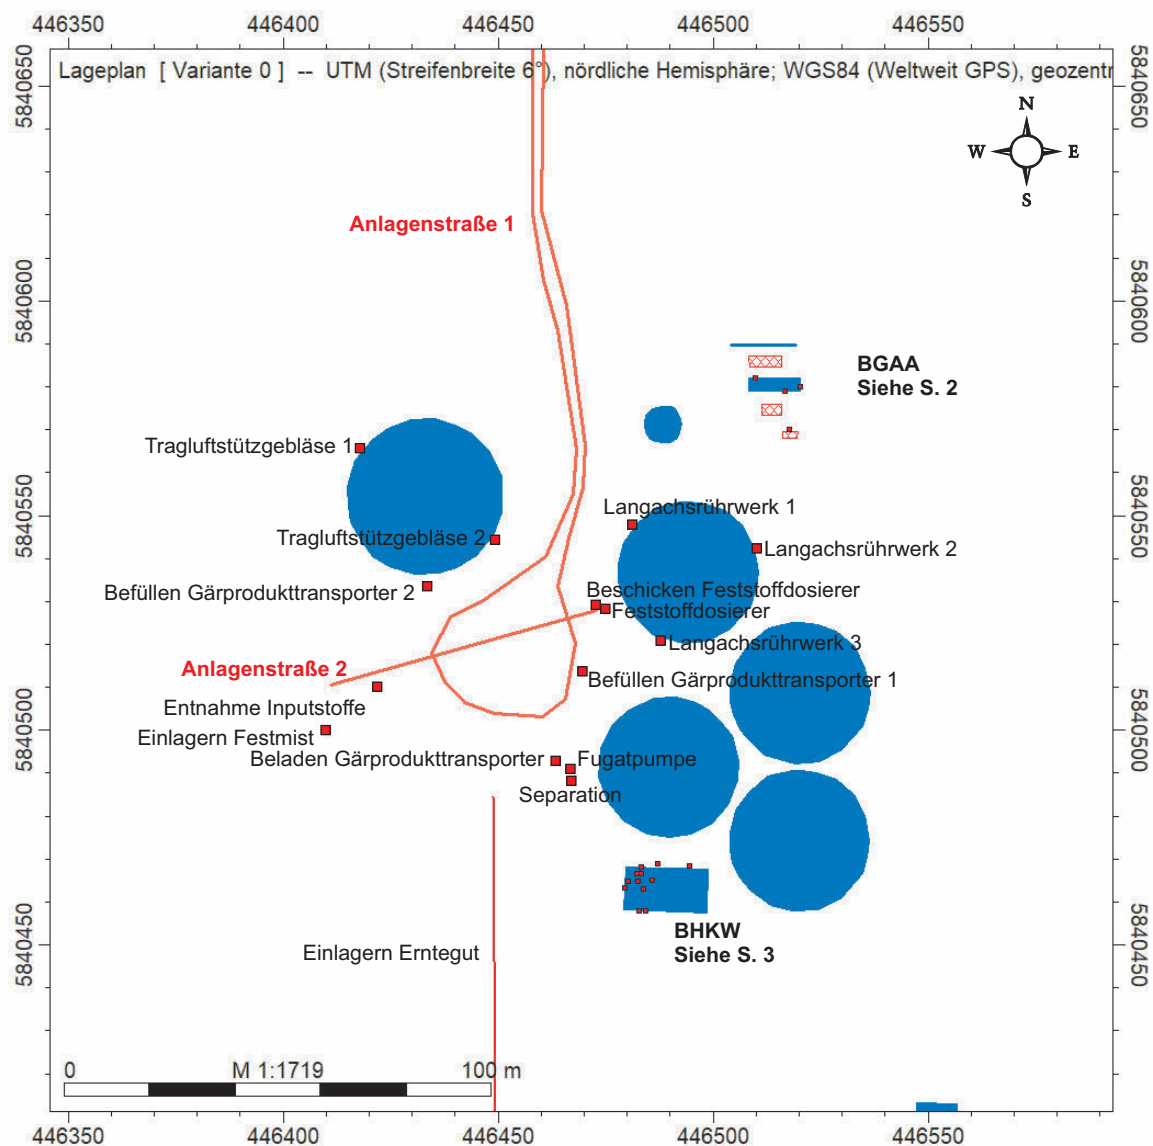 446350 446400 446450 446500 446550
5840650
5840650
Lageplan [ Variante 0 ] -- UTM (Streifenbreite 6°), nördliche Hemisphäre; WGS84 (Weltweit GPS), geozentr
N
W E
S
Anlagenstraße 1
5840600
5840600
BGAA
Siehe S. 2
Tragluftstützgebläse 1
Langachsrührwerk 1
5840550
5840550
Tragluftstützgebläse 2
Langachsrührwerk 2
Befüllen Gärprodukttransporter 2
Beschicken Feststoffdosierer
Feststoffdosierer
Langachsrührwerk 3
Anlagenstraße 2
Befüllen Gärprodukttransporter 1
Entnahme Inputstoffe
5840500
5840500
Einlagern Festmist
Beladen Gärprodukttransporter
Fugatpumpe
Separation
BHKW
Siehe S. 3
5840450
5840450
Einlagern Erntegut
0 M 1:1719 100 m
446350 446400 446450 446500 446550